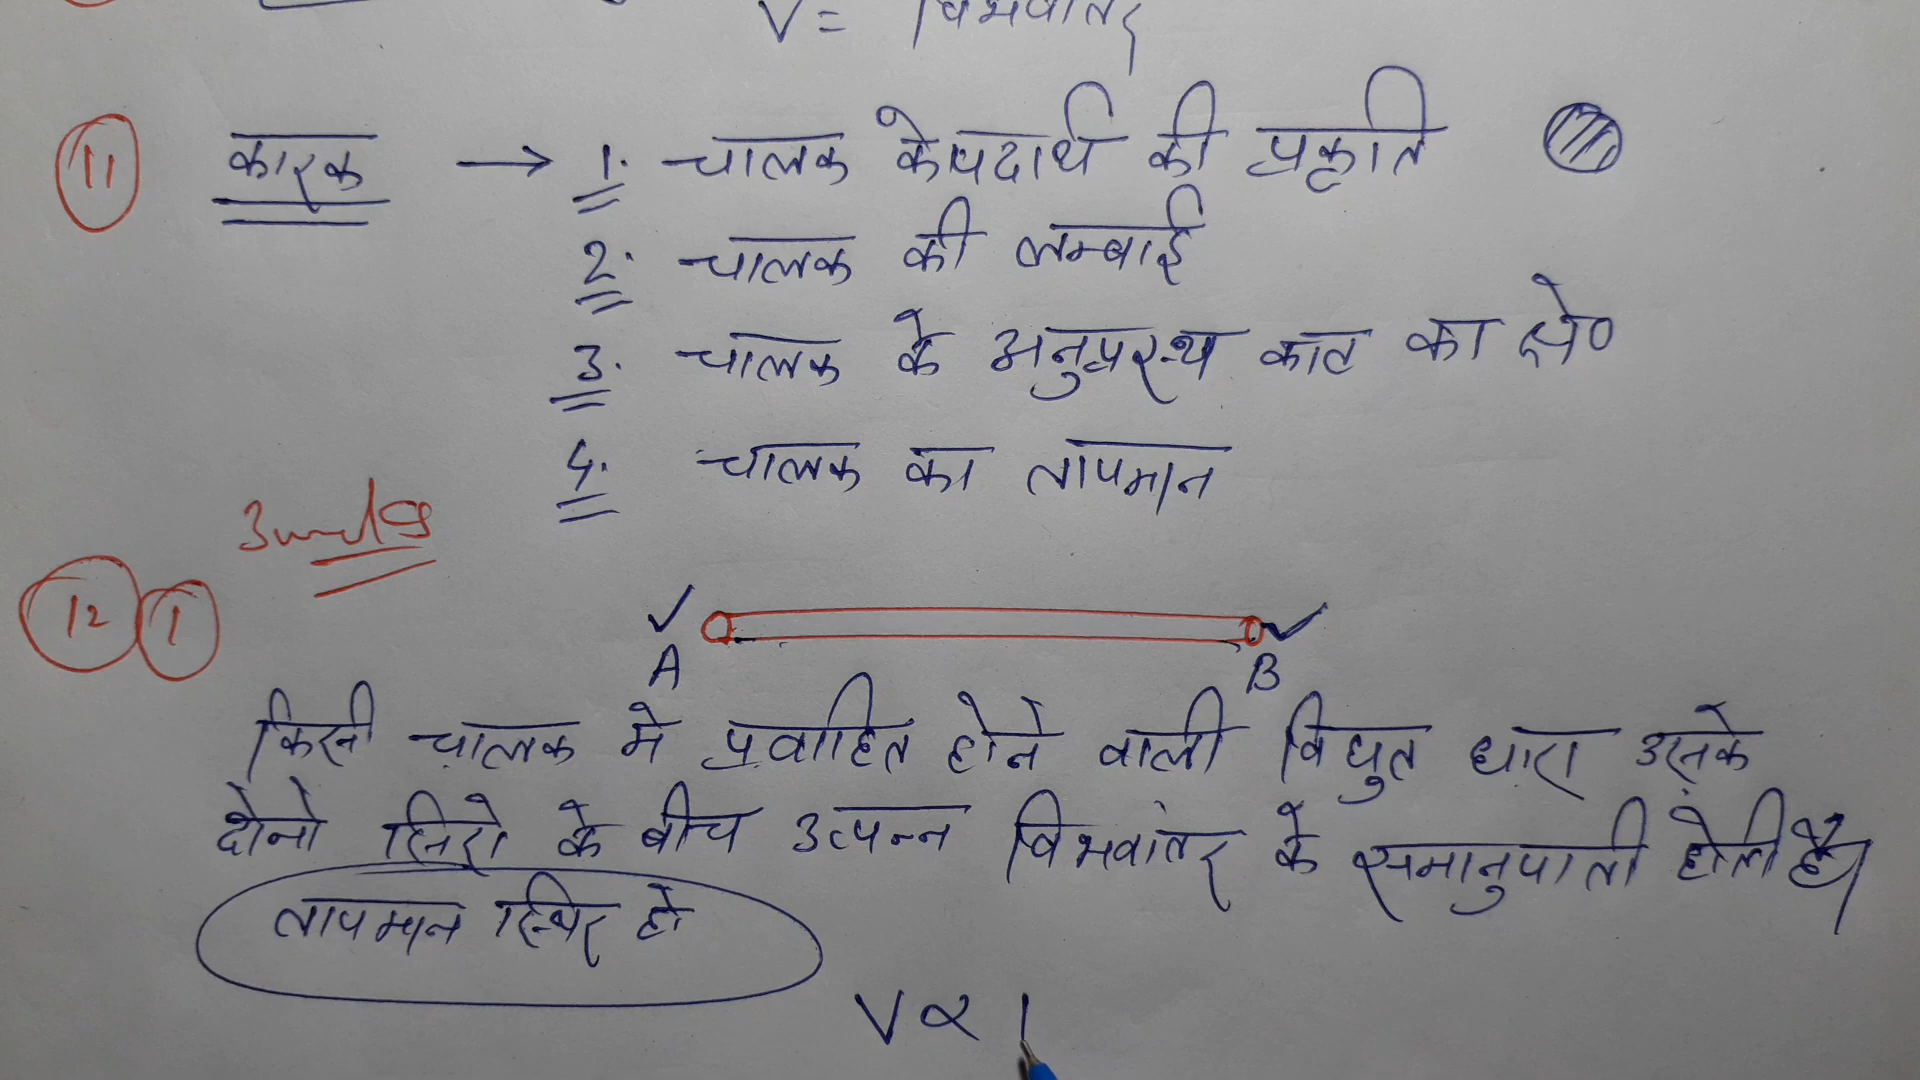 V = विभवांतर
11 कारक → 1. चालक के पदार्थ की प्रकृति
2. चालक की लम्बाई
3. चालक के अनुप्रस्थ काट का क्षे०
4. चालक का तापमान
12 1
A B
किसी चालक मे प्रवाहित होने वाली विधुत धारा उसके
दोनो सिरो के बीच उत्पन्न विभवांतर के समानुपाती होती है।
तापमान स्थिर हो
V ∝ I